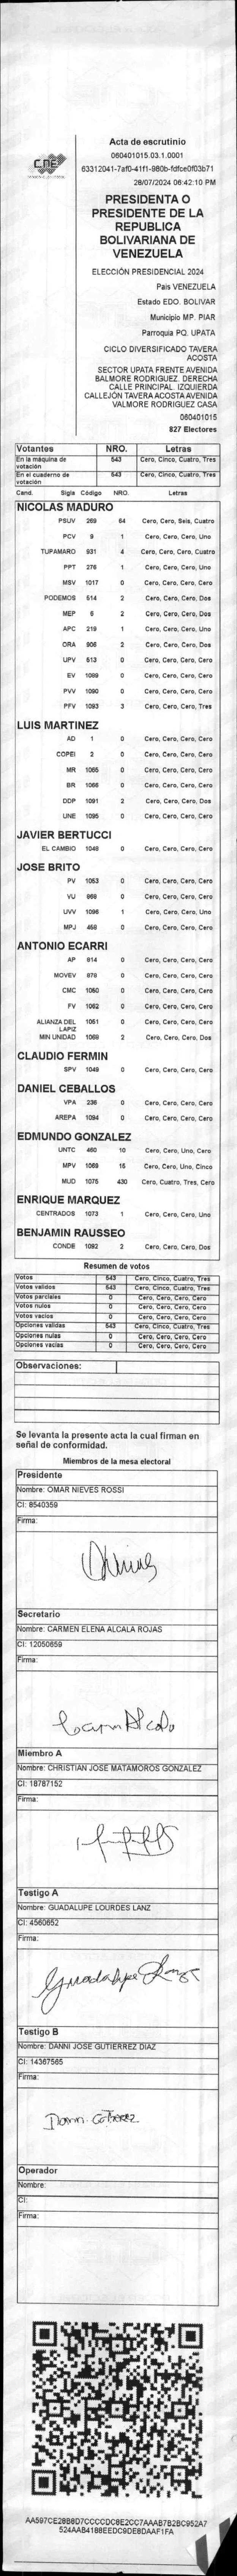 CNE
Acta de escrutinio
060401015.03.1.0001
63312041-7af0-41f1-980b-fdfce0f03b71
28/07/2024 06:42:10 PM
PRESIDENTA O
PRESIDENTE DE LA
REPUBLICA
BOLIVARIANA DE
VENEZUELA
ELECCIÓN PRESIDENCIAL 2024
Pais VENEZUELA
Estado EDO. BOLIVAR
Municipio MP. PIAR
Parroquia PQ. UPATA
CICLO DIVERSIFICADO TAVERA
ACOSTA
SECTOR UPATA FRENTE AVENIDA
BALMORE RODRIGUEZ. DERECHA
CALLE PRINCIPAL. IZQUIERDA
CALLEJÓN TAVERA ACOSTA AVENIDA
VALMORE RODRIGUEZ CASA
060401015
827 Electores
Votantes NRO. Letras
En la máquina de votación 543 Cero, Cinco, Cuatro, Tres
En el cuaderno de votación 543 Cero, Cinco, Cuatro, Tres
Cand. Sigla Código NRO. Letras
NICOLAS MADURO
PSUV 269 64 Cero, Cero, Seis, Cuatro
PCV 9 1 Cero, Cero, Cero, Uno
TUPAMARO 931 4 Cero, Cero, Cero, Cuatro
PPT 276 1 Cero, Cero, Cero, Uno
MSV 1017 0 Cero, Cero, Cero, Cero
PODEMOS 514 2 Cero, Cero, Cero, Dos
MEP 6 2 Cero, Cero, Cero, Dos
APC 219 1 Cero, Cero, Cero, Uno
ORA 906 2 Cero, Cero, Cero, Dos
UPV 513 0 Cero, Cero, Cero, Cero
EV 1089 0 Cero, Cero, Cero, Cero
PVV 1090 0 Cero, Cero, Cero, Cero
PFV 1093 3 Cero, Cero, Cero, Tres
LUIS MARTINEZ
AD 1 0 Cero, Cero, Cero, Cero
COPEI 2 0 Cero, Cero, Cero, Cero
MR 1065 0 Cero, Cero, Cero, Cero
BR 1066 0 Cero, Cero, Cero, Cero
DDP 1091 2 Cero, Cero, Cero, Dos
UNE 1095 0 Cero, Cero, Cero, Cero
JAVIER BERTUCCI
EL CAMBIO 1048 0 Cero, Cero, Cero, Cero
JOSE BRITO
PV 1053 0 Cero, Cero, Cero, Cero
VU 969 0 Cero, Cero, Cero, Cero
UVV 1096 1 Cero, Cero, Cero, Uno
MPJ 458 0 Cero, Cero, Cero, Cero
ANTONIO ECARRI
AP 814 0 Cero, Cero, Cero, Cero
MOVEV 879 0 Cero, Cero, Cero, Cero
CMC 1050 0 Cero, Cero, Cero, Cero
FV 1062 0 Cero, Cero, Cero, Cero
ALIANZA DEL LAPIZ 1051 0 Cero, Cero, Cero, Cero
MIN UNIDAD 1068 2 Cero, Cero, Cero, Dos
CLAUDIO FERMIN
SPV 1049 0 Cero, Cero, Cero, Cero
DANIEL CEBALLOS
VPA 236 0 Cero, Cero, Cero, Cero
AREPA 1094 0 Cero, Cero, Cero, Cero
EDMUNDO GONZALEZ
UNTC 460 10 Cero, Cero, Uno, Cero
MPV 1069 15 Cero, Cero, Uno, Cinco
MUD 1075 430 Cero, Cuatro, Tres, Cero
ENRIQUE MARQUEZ
CENTRADOS 1073 1 Cero, Cero, Cero, Uno
BENJAMIN RAUSSEO
CONDE 1092 2 Cero, Cero, Cero, Dos
Resumen de votos
Votos 543 Cero, Cinco, Cuatro, Tres
Votos validos 543 Cero, Cinco, Cuatro, Tres
Votos parciales 0 Cero, Cero, Cero, Cero
Votos nulos 0 Cero, Cero, Cero, Cero
Votos vacios 0 Cero, Cero, Cero, Cero
Opciones validas 543 Cero, Cinco, Cuatro, Tres
Opciones nulas 0 Cero, Cero, Cero, Cero
Opciones vacias 0 Cero, Cero, Cero, Cero
Observaciones:
Se levanta la presente acta la cual firman en
señal de conformidad.
Miembros de la mesa electoral
Presidente
Nombre: OMAR NIEVES ROSSI
CI: 8540359
Firma:
Secretario
Nombre: CARMEN ELENA ALCALA ROJAS
CI: 12050659
Firma:
Carmen Alcala
Miembro A
Nombre: CHRISTIAN JOSE MATAMOROS GONZALEZ
CI: 18787152
Firma:
Testigo A
Nombre: GUADALUPE LOURDES LANZ
CI: 4560652
Firma:
Guadalupe Lanz
Testigo B
Nombre: DANNI JOSE GUTIERREZ DIAZ
CI: 14367565
Firma:
Danni Gutierrez
Operador
Nombre:
CI:
Firma:
AA597CE28B8D7CCCCDC8E2CC7AAAB7B2BC952A7
524AAB4188EEDC9DE8DAAF1FA